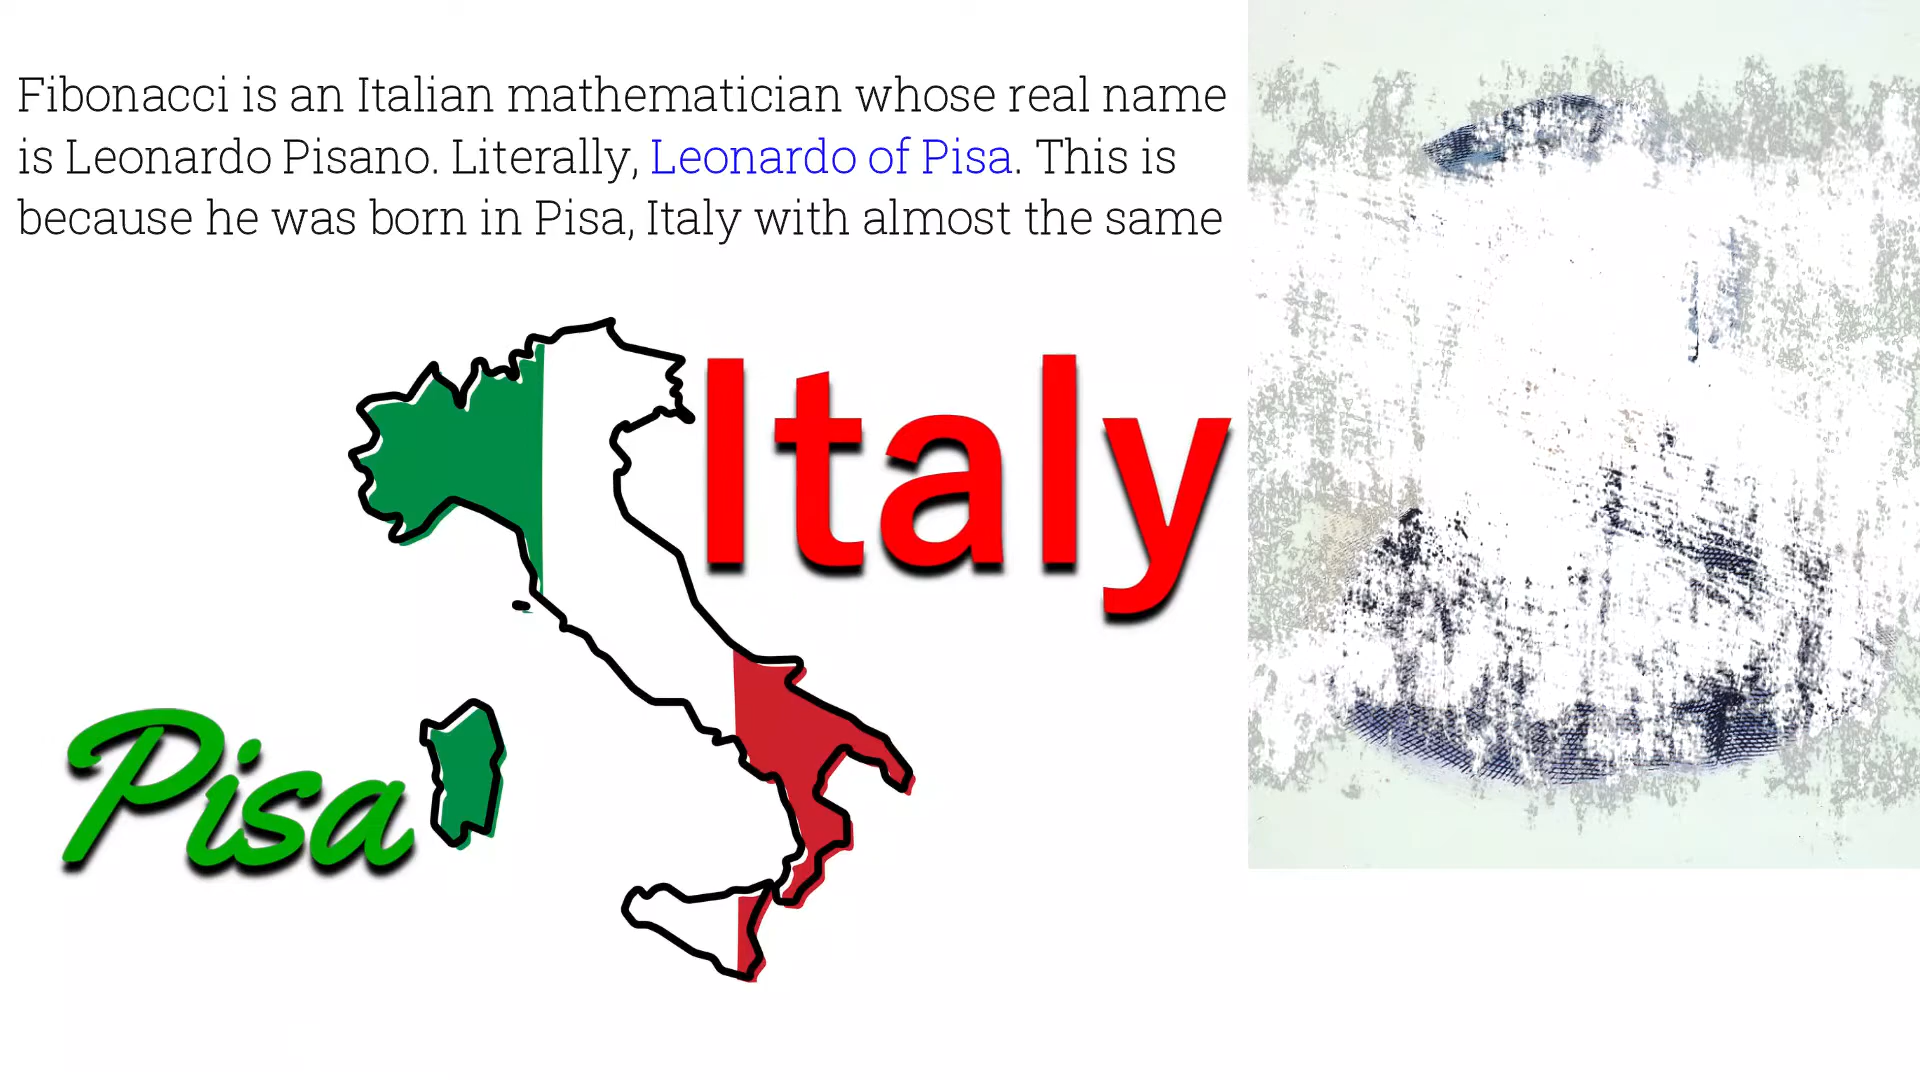 Fibonacci is an Italian mathematician whose real name
is Leonardo Pisano. Literally, Leonardo of Pisa. This is
because he was born in Pisa, Italy with almost the same
Italy
Pisa